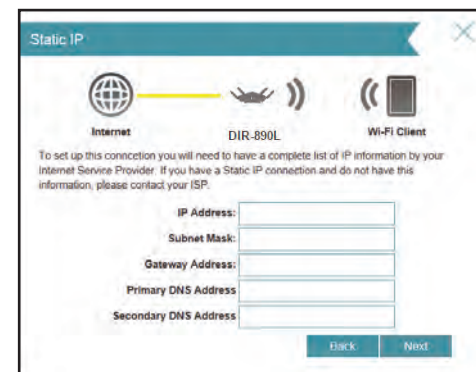 Static IP
Internet
DIR-890L
Wi-Fi Client
To set up this conncetion you will need to have a complete list of IP information by your
Internet Service Provider. If you have a Static IP connection and do not have this
information, please contact your ISP.
IP Address:
Subnet Mask:
Gateway Address:
Primary DNS Address
Secondary DNS Address
Back
Next